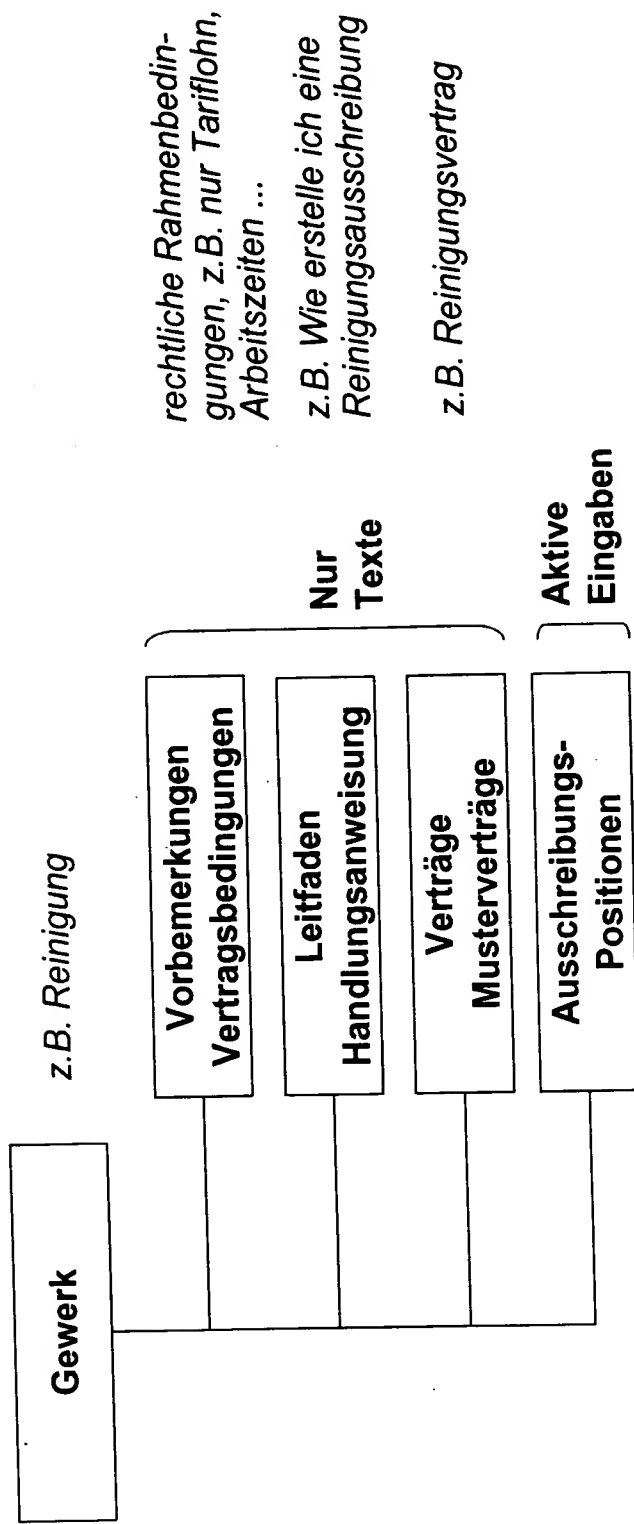 Gewerk
z.B. Reinigung
Vorbemerkungen
Vertragsbedingungen
Leitfaden
Handlungsanweisung
Verträge
Musterverträge
Ausschreibungs-
Positionen
Nur
Texte
Aktive
Eingaben
rechtliche Rahmenbedin-
gungen, z.B. nur Tariflohn,
Arbeitszeiten ...
z.B. Wie erstelle ich eine
Reinigungsausschreibung
z.B. Reinigungsvertrag